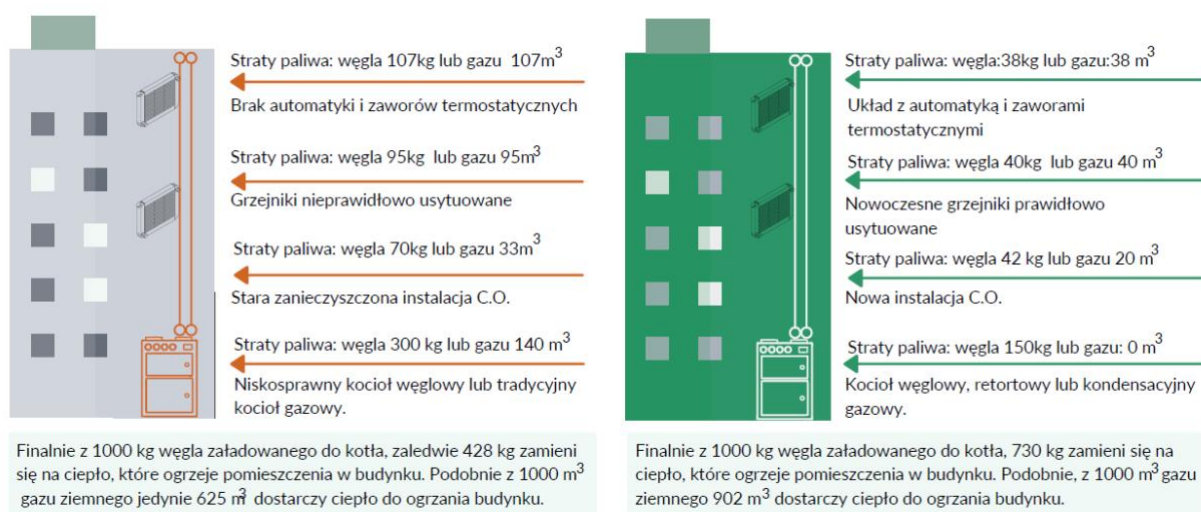 Straty paliwa: węgla 107kg lub gazu 107m³
Brak automatyki i zaworów termostatycznych
Straty paliwa: węgla 95kg lub gazu 95m³
Grzejniki nieprawidłowo usytuowane
Straty paliwa: węgla 70kg lub gazu 33m³
Stara zanieczyszczona instalacja C.O.
Straty paliwa: węgla 300 kg lub gazu 140 m³
Niskosprawny kocioł węglowy lub tradycyjny
kocioł gazowy.
Finalnie z 1000 kg węgla załadowanego do kotła, zaledwie 428 kg zamieni
się na ciepło, które ogrzeje pomieszczenia w budynku. Podobnie z 1000 m³
gazu ziemnego jedynie 625 m³ dostarczy ciepło do ogrzania budynku.
Straty paliwa: węgla:38kg lub gazu:38 m³
Układ z automatyką i zaworami
termostatycznymi
Straty paliwa: węgla 40kg lub gazu 40 m³
Nowoczesne grzejniki prawidłowo
usytuowane
Straty paliwa: węgla 42 kg lub gazu 20 m³
Nowa instalacja C.O.
Straty paliwa: węgla 150kg lub gazu: 0 m³
Kocioł węglowy, retortowy lub kondensacyjny
gazowy.
Finalnie z 1000 kg węgla załadowanego do kotła, 730 kg zamieni się na
ciepło, które ogrzeje pomieszczenia w budynku. Podobnie, z 1000 m³ gazu
ziemnego 902 m³ dostarczy ciepło do ogrzania budynku.